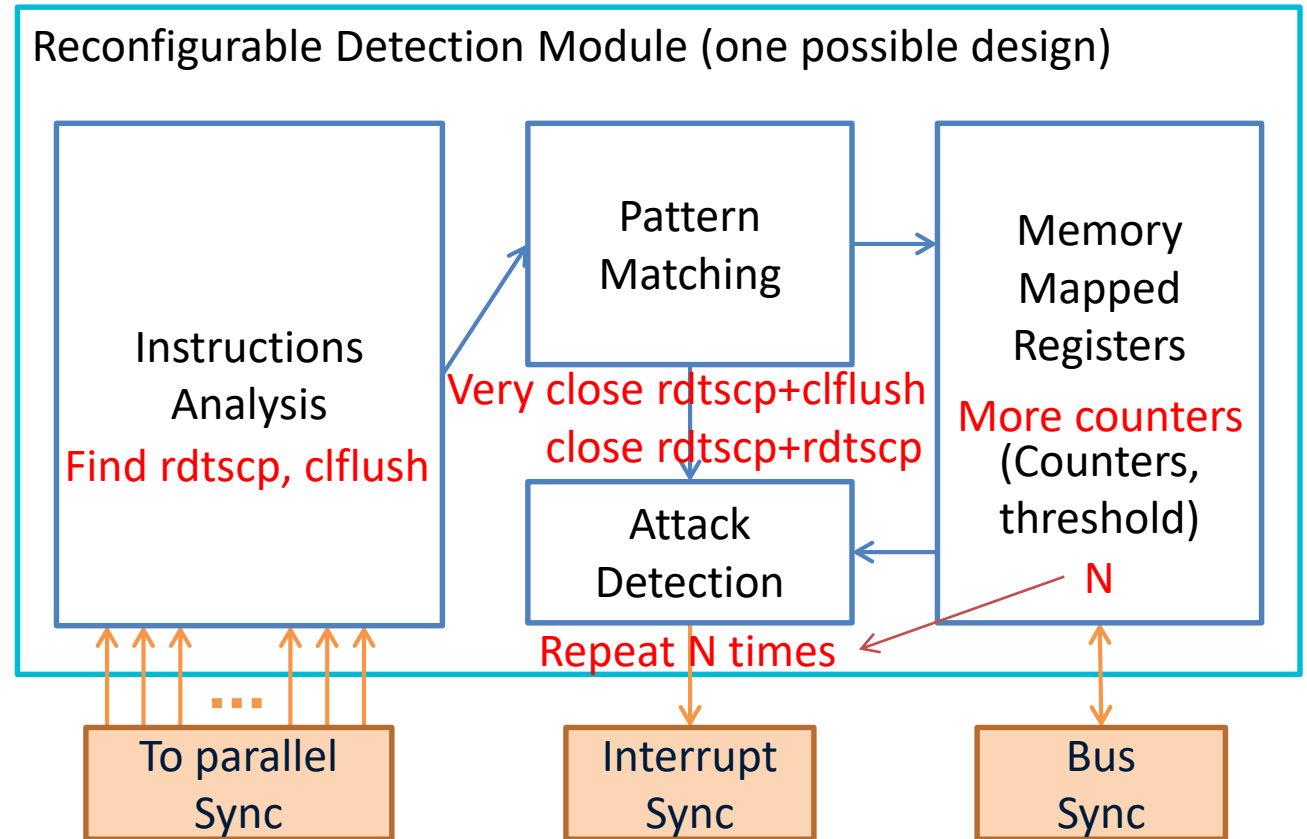 Reconfigurable Detection Module (one possible design)
Instructions
Analysis
Find rdtscp, clflush
Pattern
Matching
Very close rdtscp+clflush
close rdtscp+rdtscp
Attack
Detection
Repeat N times
Memory
Mapped
Registers
More counters
(Counters,
threshold)
N
...
To parallel
Sync
Interrupt
Sync
Bus
Sync